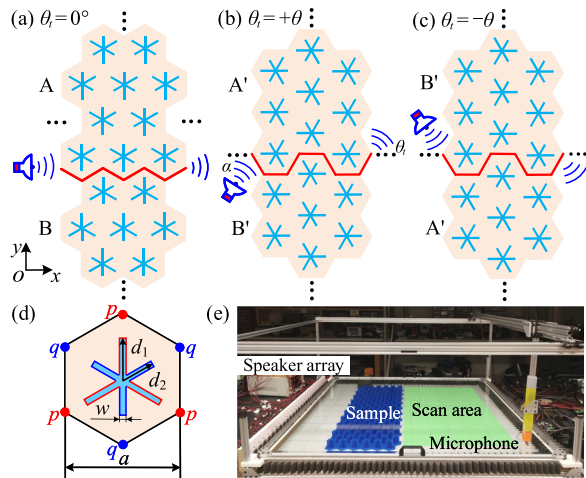 (a) θt = 0°
(b) θt = +θ
(c) θt = −θ
A
B
A'
B'
B'
A'
α
θt
y
o
x
(d)
p
q
q
d1
d2
w
p
p
q
a
(e)
Speaker array
Sample
Scan area
Microphone